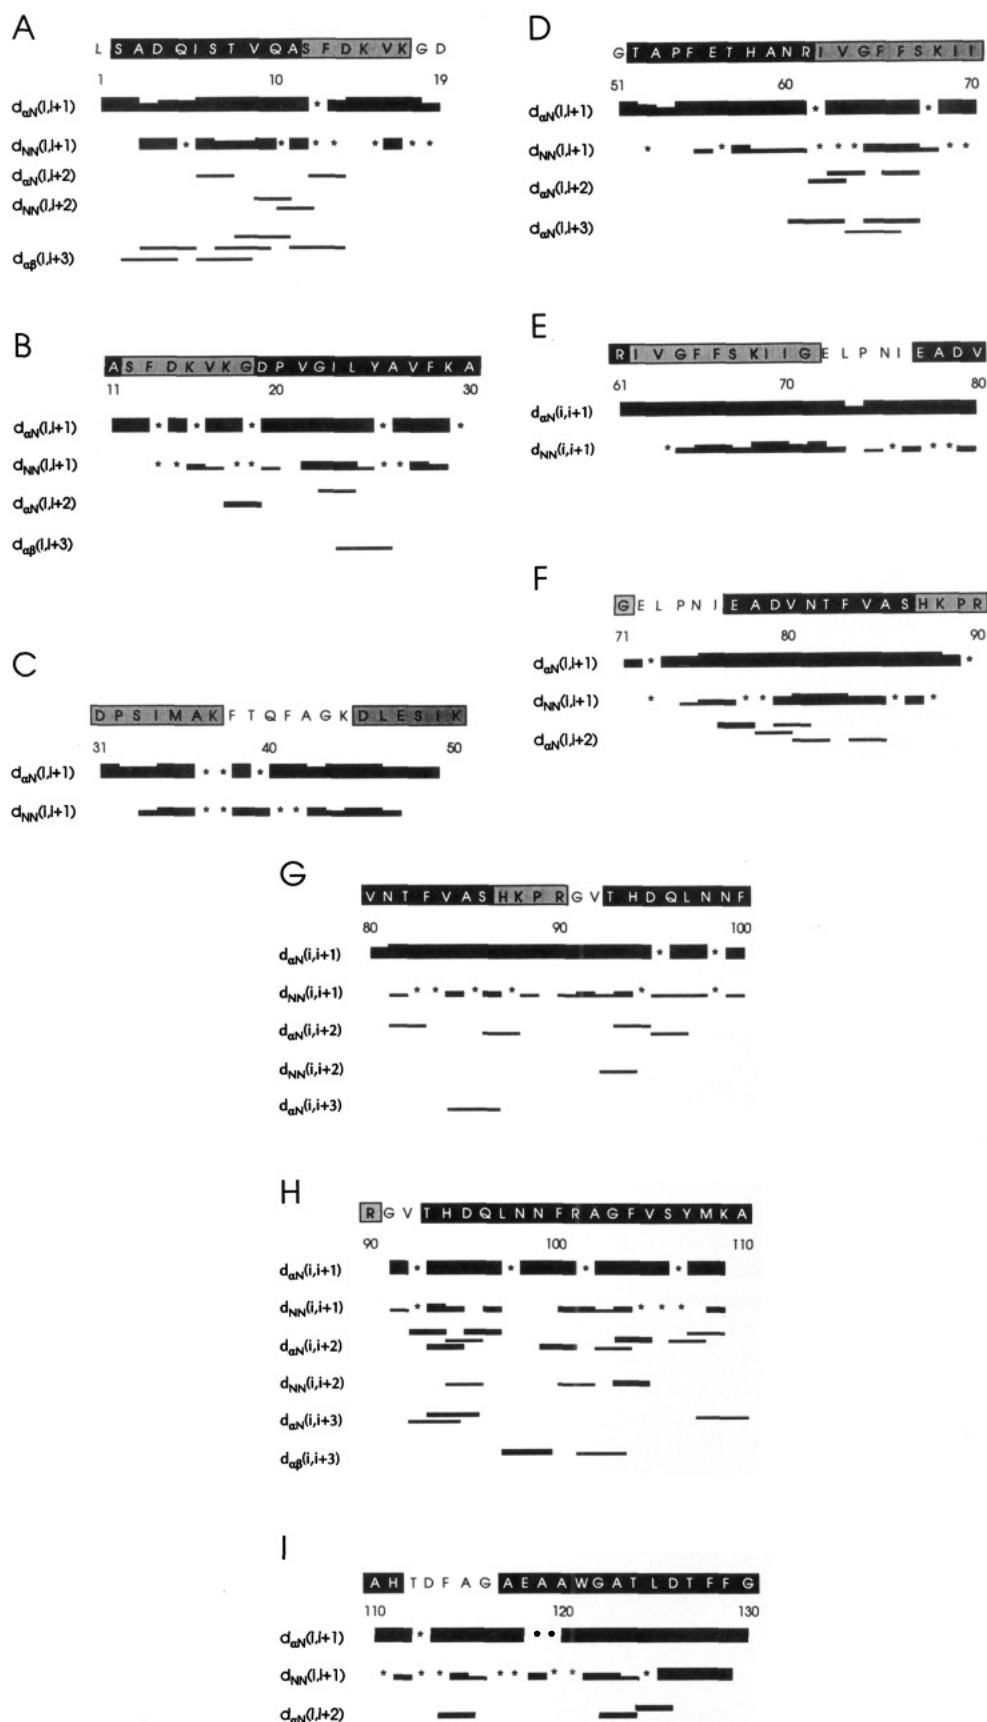 A
L S A D Q I S T V Q A S F D K V K G D
1 10 19
dαN(i,i+1)
* 
dNN(i,i+1)
* * * * * * *
dαN(i,i+2)
dNN(i,i+2)
dαβ(i,i+3)
B
A S F D K V K G D P V G I L Y A V F K A
11 20 30
dαN(i,i+1)
* * * * *
dNN(i,i+1)
* * * * * *
dαN(i,i+2)
dαβ(i,i+3)
C
D P S I M A K F T Q F A G K D L E S I K
31 40 50
dαN(i,i+1)
* * *
dNN(i,i+1)
* * * *
D
G T A P F E T H A N R I V G F F S K I I
51 60 70
dαN(i,i+1)
* *
dNN(i,i+1)
* * * * * * *
dαN(i,i+2)
dαN(i,i+3)
E
R I V G F F S K I I G E L P N I E A D V
61 70 80
dαN(i,i+1)
dNN(i,i+1)
* * * *
F
G E L P N I E A D V N T F V A S H K P R
71 80 90
dαN(i,i+1)
* *
dNN(i,i+1)
* * * * *
dαN(i,i+2)
G
V N T F V A S H K P R G V T H D Q L N N F
80 90 100
dαN(i,i+1)
* *
dNN(i,i+1)
* * * * * *
dαN(i,i+2)
dNN(i,i+2)
dαN(i,i+3)
H
R G V T H D Q L N N F R A G F V S Y M K A
90 100 110
dαN(i,i+1)
* * *
dNN(i,i+1)
* * * *
dαN(i,i+2)
dNN(i,i+2)
dαN(i,i+3)
dαβ(i,i+3)
I
A H T D F A G A E A A W G A T L D T F F G
110 120 130
dαN(i,i+1)
* • •
dNN(i,i+1)
* * * * * * * *
dαN(i,i+2)